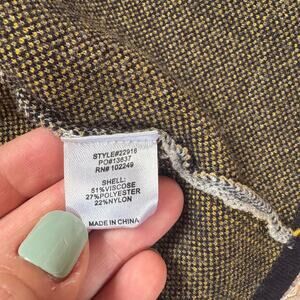 STYLE#22918
PO#13637
RN# 102249
SHELL:
51%VISCOSE
27%POLYESTER
22%NYLON
MADE IN CHINA